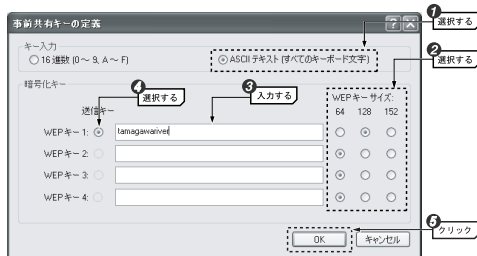 事前共有キーの定義
❶ 選択する
キー入力
16 進数 (0 ～ 9, A ～ F)
ASCII テキスト (すべてのキーボード文字)
❷ 選択する
暗号化キー
❹ 選択する
❸ 入力する
WEP キー サイズ:
送信キー
64 128 152
WEP キー 1: tamagawariver
WEP キー 2:
WEP キー 3:
WEP キー 4:
❺ クリック
OK キャンセル